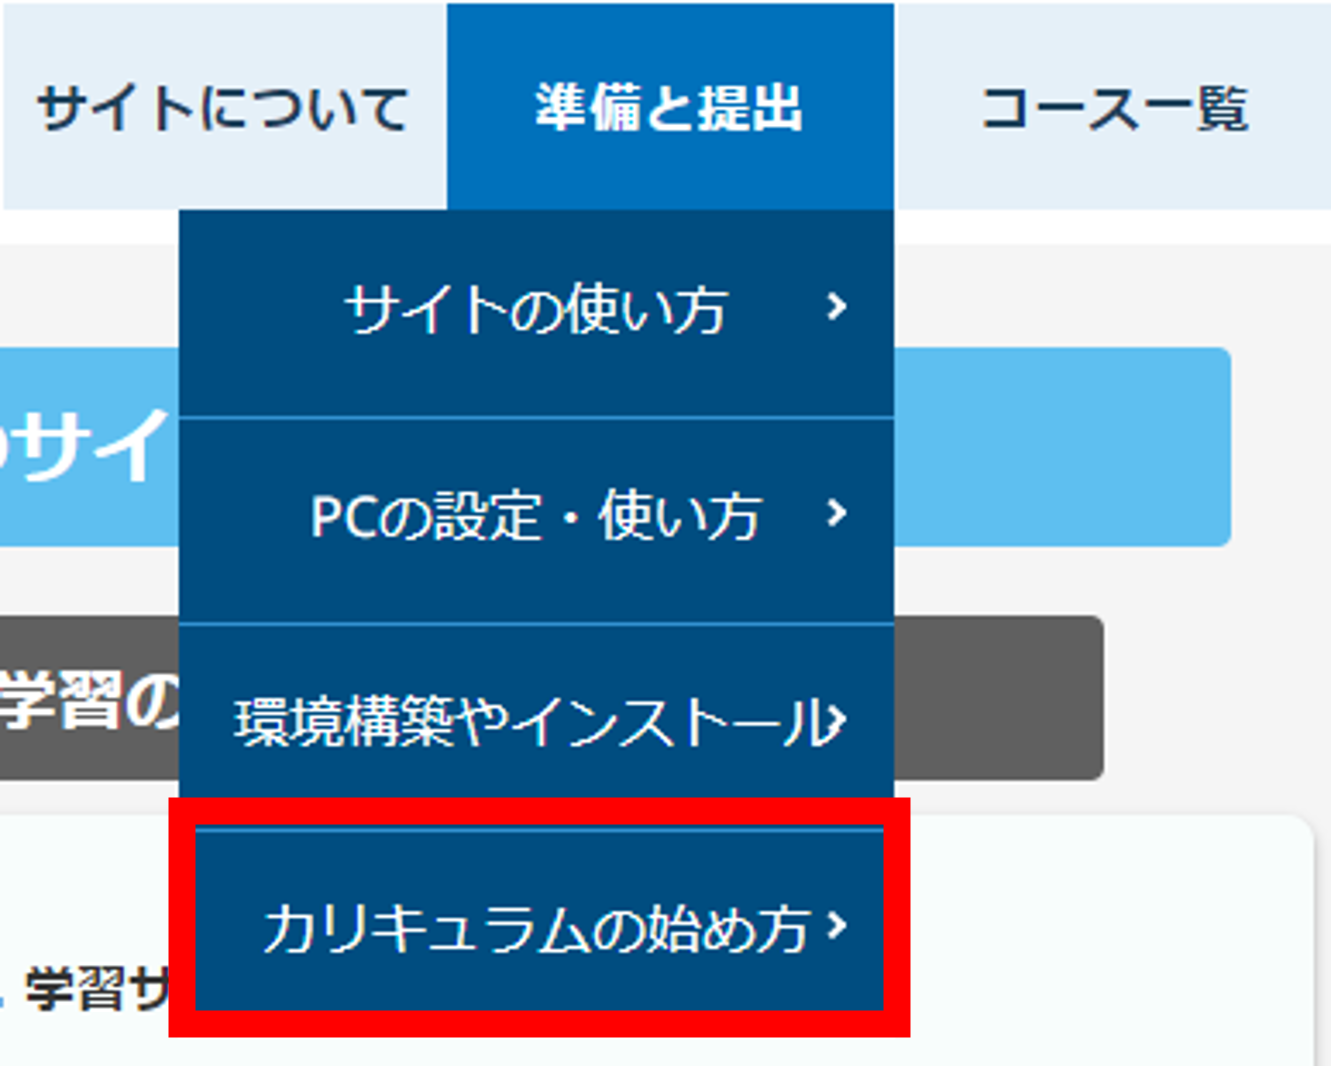 サイトについて
準備と提出
コース一覧
サイトの使い方
のサイ
PCの設定・使い方
学習の
環境構築やインストール
カリキュラムの始め方
学習サ